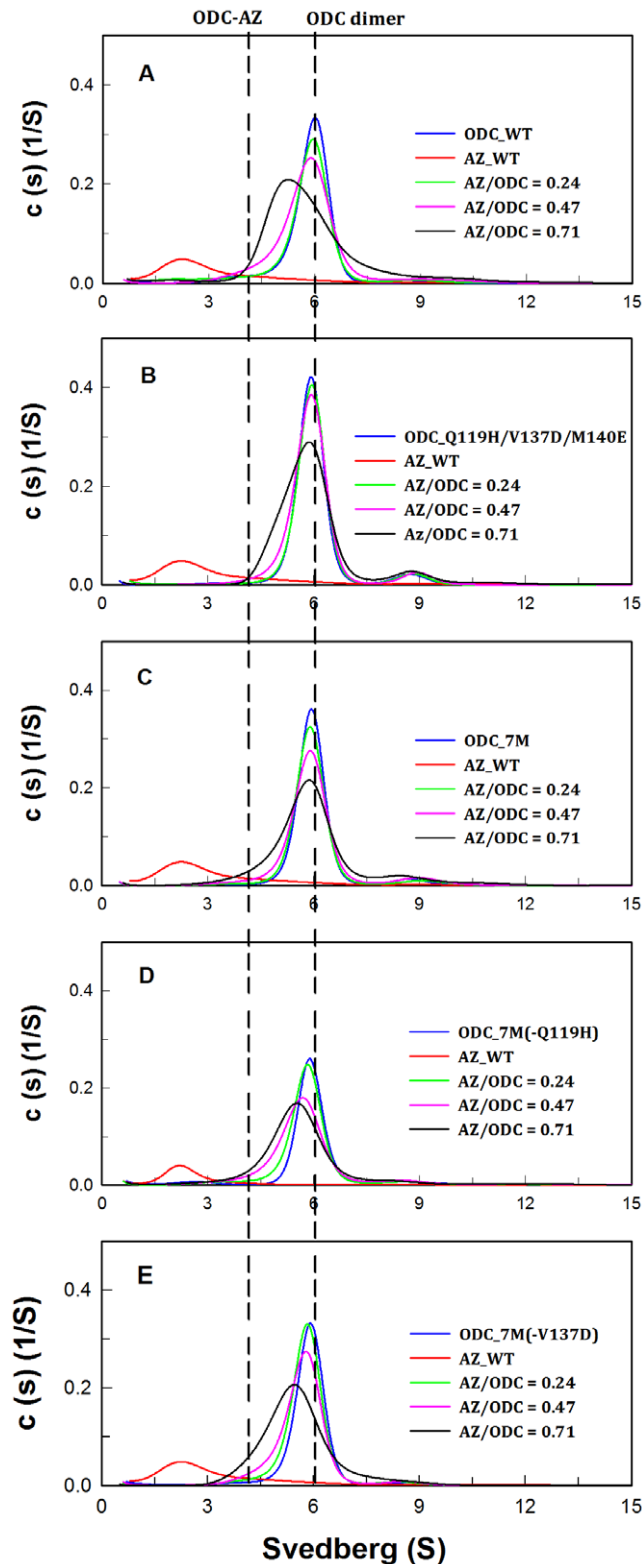 ODC-AZ ODC dimer
A
c (s) (1/S)
0.4
0.2
0.0
ODC_WT
AZ_WT
AZ/ODC = 0.24
AZ/ODC = 0.47
AZ/ODC = 0.71
0 3 6 9 12 15
B
c (s) (1/S)
0.4
0.2
0.0
ODC_Q119H/V137D/M140E
AZ_WT
AZ/ODC = 0.24
AZ/ODC = 0.47
Az/ODC = 0.71
0 3 6 9 12 15
C
c (s) (1/S)
0.4
0.2
0.0
ODC_7M
AZ_WT
AZ/ODC = 0.24
AZ/ODC = 0.47
AZ/ODC = 0.71
0 3 6 9 12 15
D
c (s) (1/S)
0.4
0.2
0.0
ODC_7M(-Q119H)
AZ_WT
AZ/ODC = 0.24
AZ/ODC = 0.47
AZ/ODC = 0.71
0 3 6 9 12 15
E
c (s) (1/S)
0.4
0.2
0.0
ODC_7M(-V137D)
AZ_WT
AZ/ODC = 0.24
AZ/ODC = 0.47
AZ/ODC = 0.71
0 3 6 9 12 15
Svedberg (S)